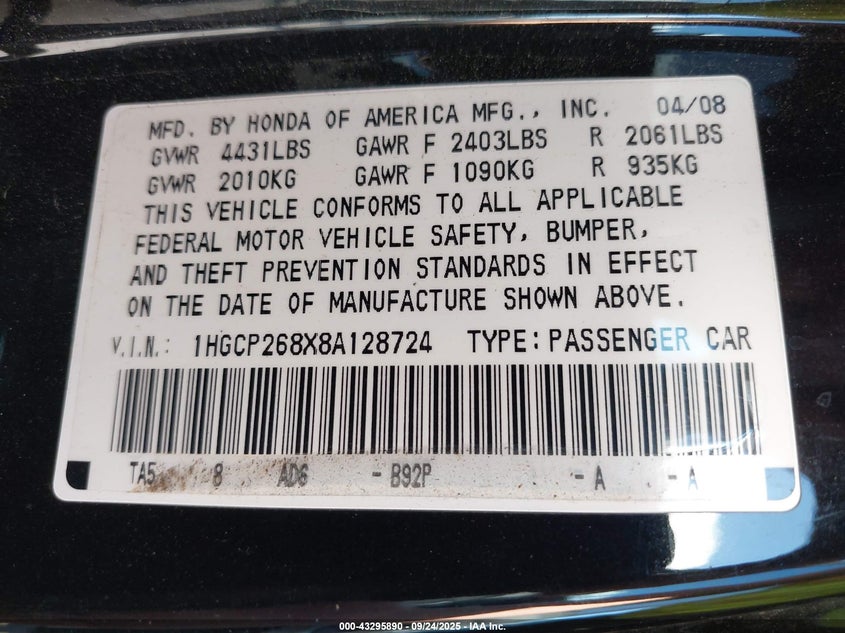 MFD. BY HONDA OF AMERICA MFG., INC. 04/08
GVWR 4431LBS GAWR F 2403LBS R 2061LBS
GVWR 2010KG GAWR F 1090KG R 935KG
THIS VEHICLE CONFORMS TO ALL APPLICABLE
FEDERAL MOTOR VEHICLE SAFETY, BUMPER,
AND THEFT PREVENTION STANDARDS IN EFFECT
ON THE DATE OF MANUFACTURE SHOWN ABOVE.
V.I.N.: 1HGCP268X8A128724 TYPE: PASSENGER CAR
TA5 8 AD6 - B92P - A - A
000-43295890 - 09/24/2025 - IAA Inc.